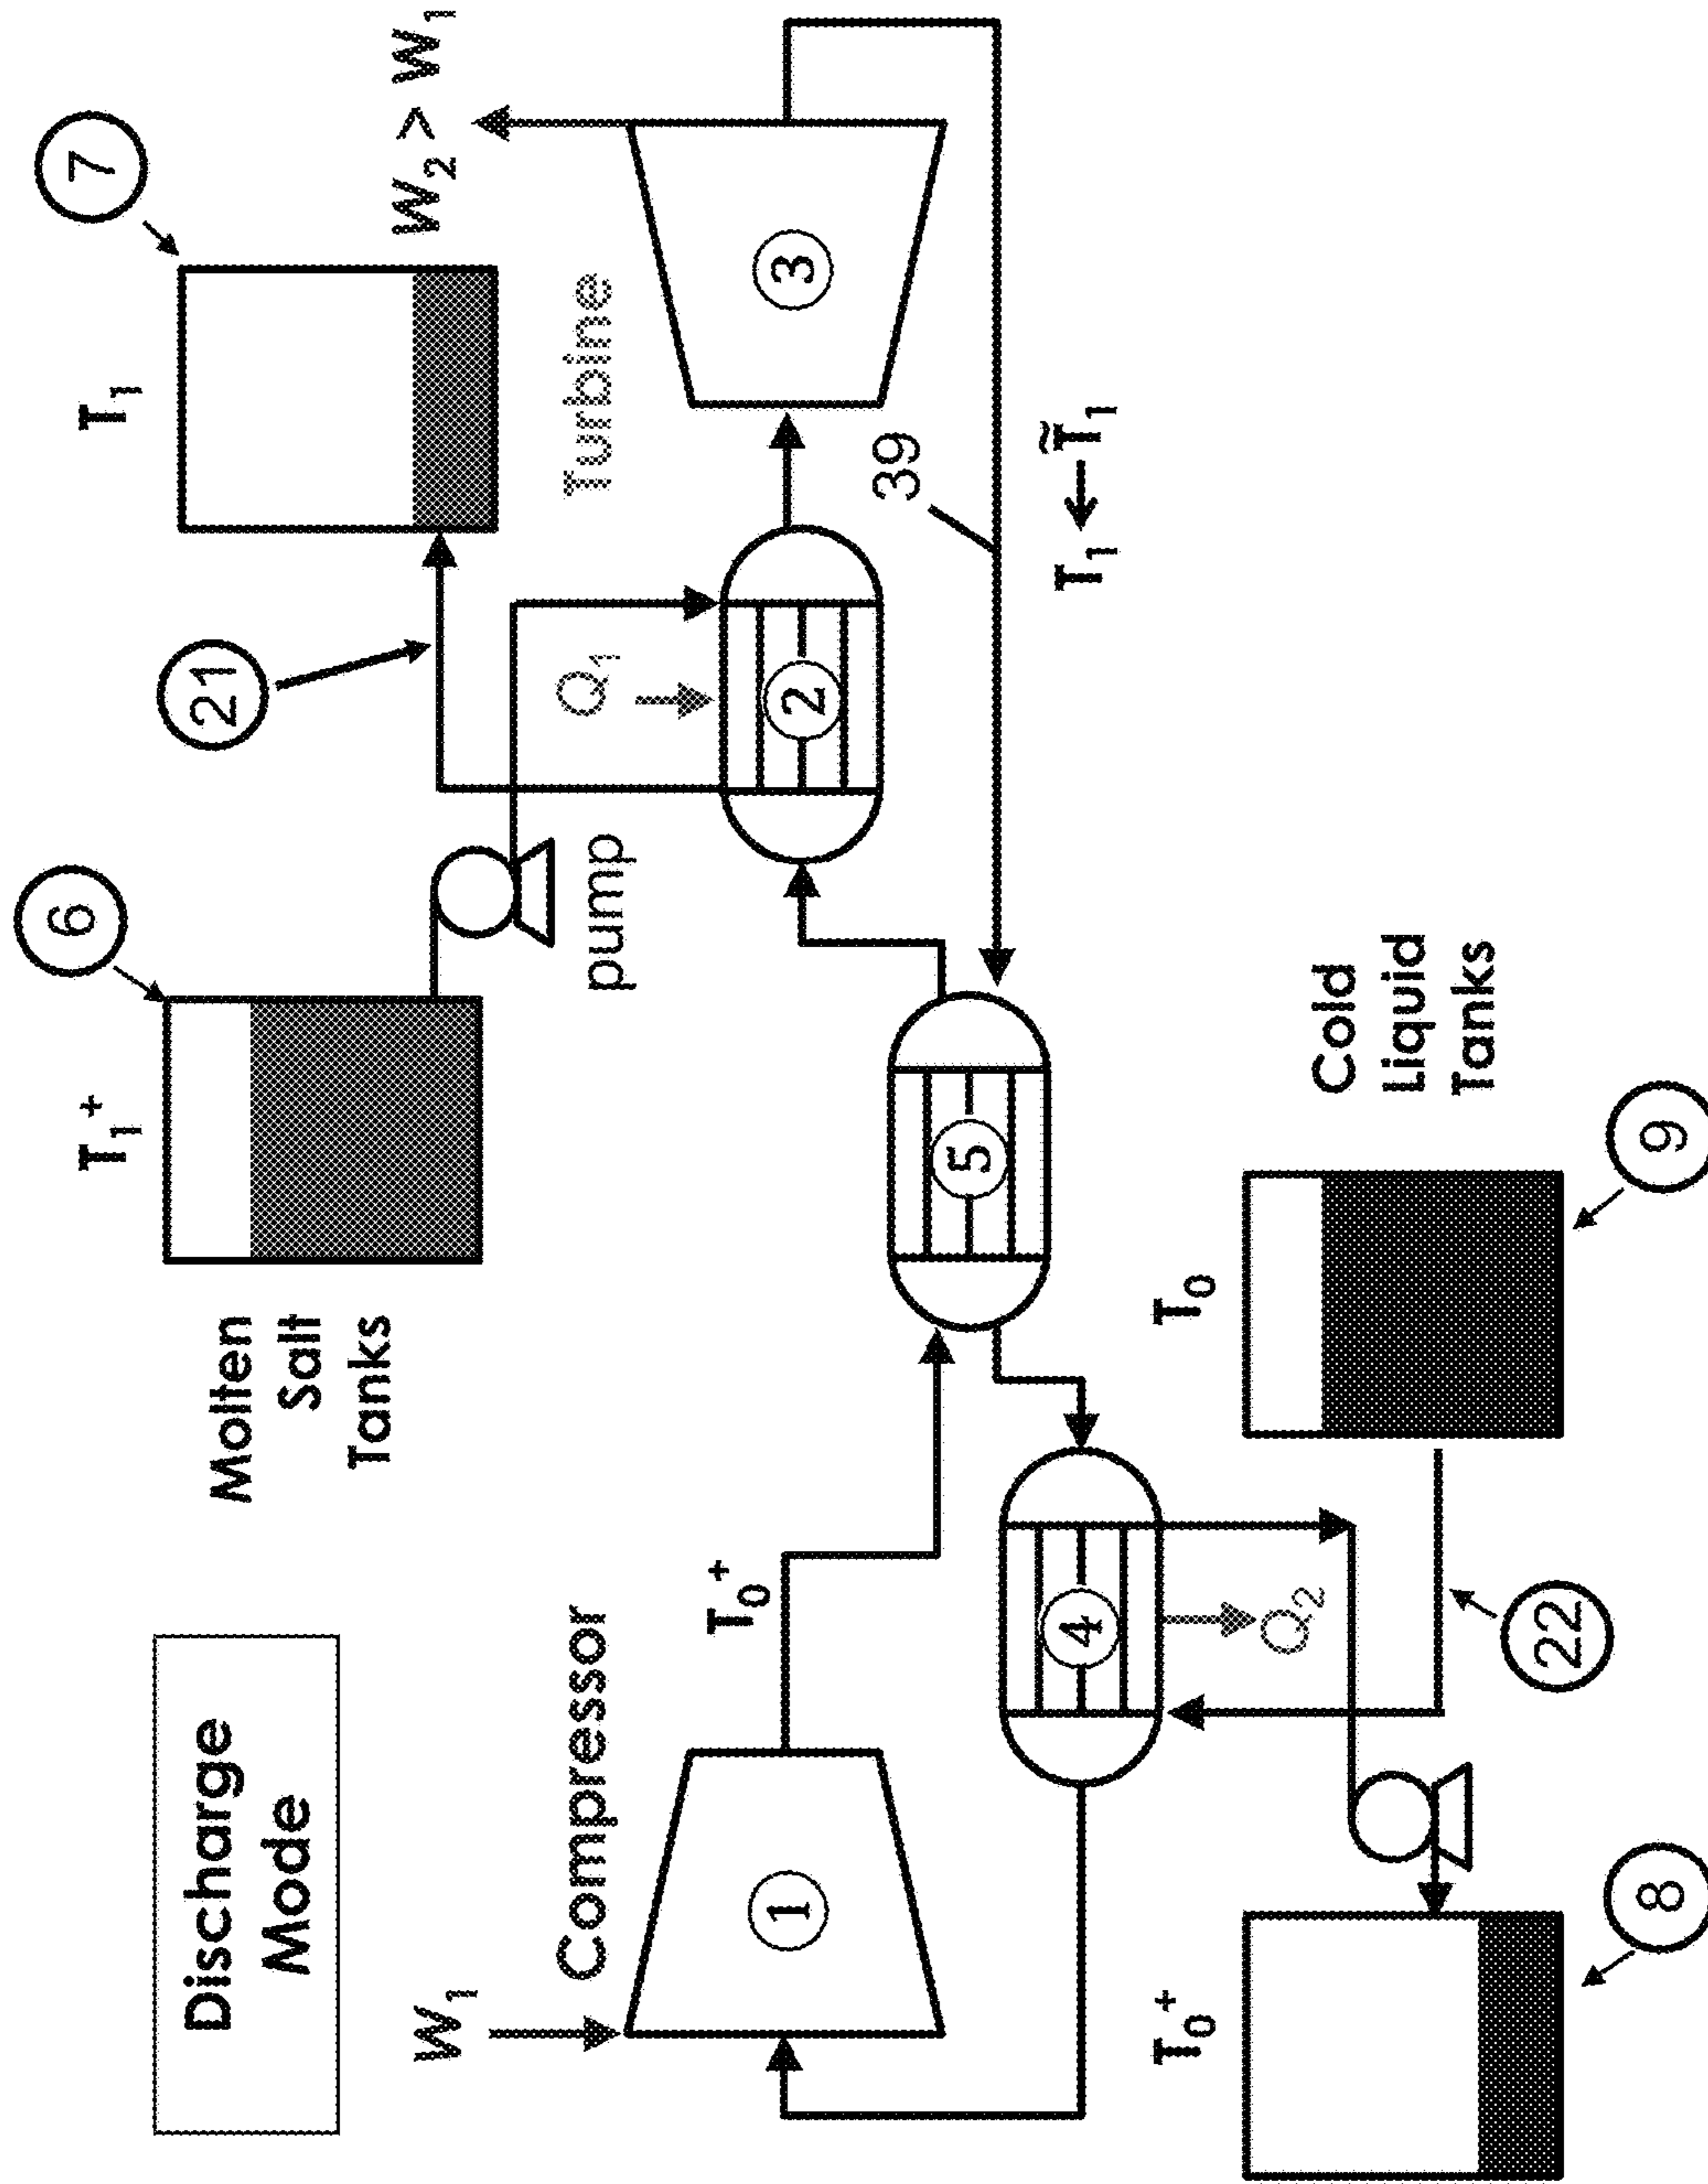 Discharge
Mode
Molten
Salt
Tanks
T₁⁺
6
T₁
7
21
pump
Q₁
W₂ > W₁
Turbine
W₁
Compressor
1
T₀⁺
2
3
5
39
T₁ ← T̃₁
4
Q₂
T₀⁺
8
T₀
9
22
Cold
Liquid
Tanks